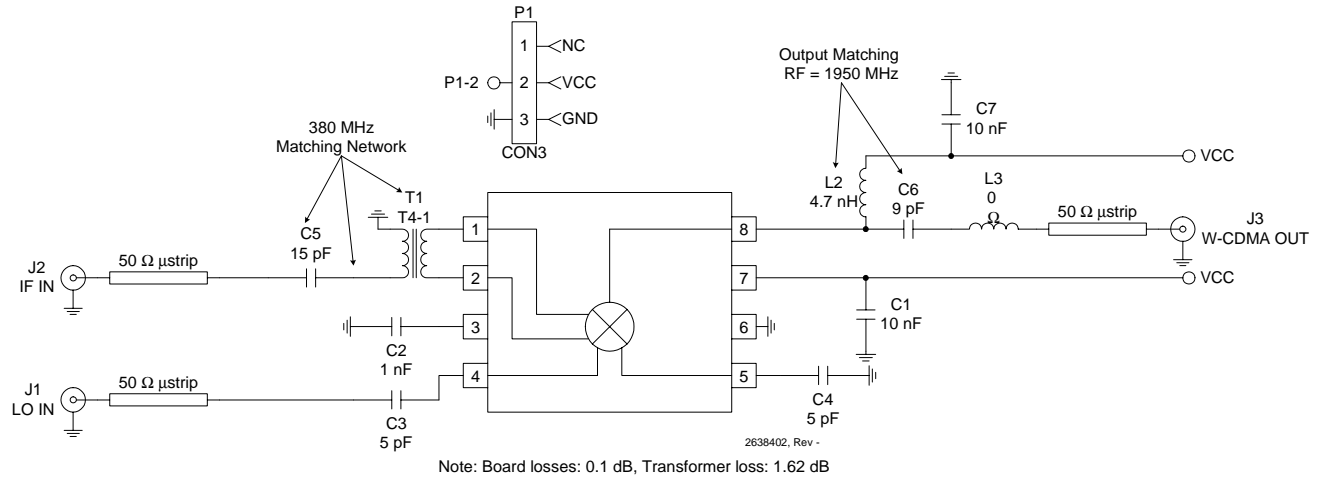 P1
1
NC
P1-2
2
VCC
3
GND
CON3
Output Matching
RF = 1950 MHz
C7
10 nF
VCC
380 MHz
Matching Network
T1
T4-1
L2
4.7 nH
C6
9 pF
L3
0
Ω
50 Ω µstrip
J3
W-CDMA OUT
1
8
C5
15 pF
50 Ω µstrip
J2
IF IN
2
7
VCC
C1
10 nF
3
6
C2
1 nF
4
5
50 Ω µstrip
J1
LO IN
C3
5 pF
C4
5 pF
2638402, Rev -
Note: Board losses: 0.1 dB, Transformer loss: 1.62 dB